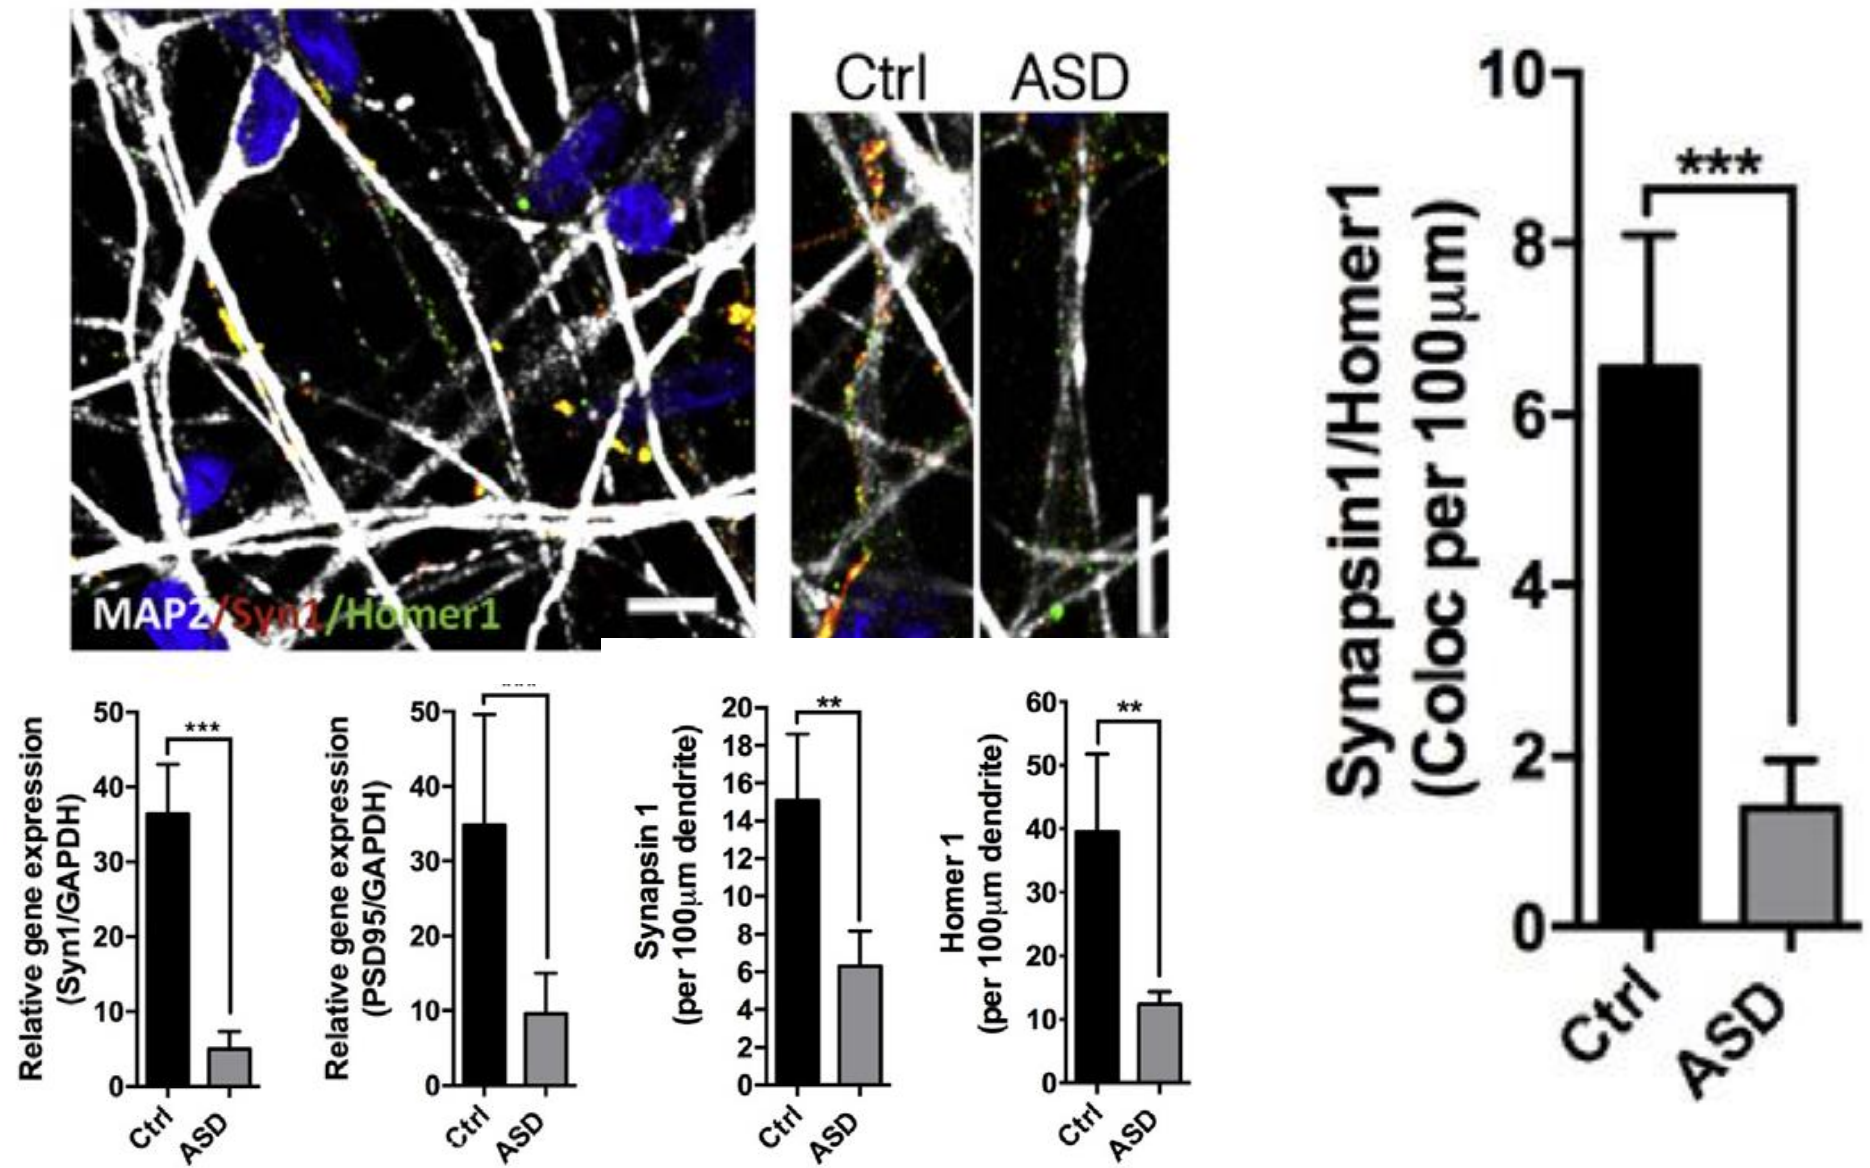 Ctrl ASD
MAP2/Syn1/Homer1
Synapsin1/Homer1
(Coloc per 100µm)
10
8
6
4
2
0
***
Ctrl
ASD
Relative gene expression
(Syn1/GAPDH)
50
40
30
20
10
0
***
Ctrl
ASD
Relative gene expression
(PSD95/GAPDH)
50
40
30
20
10
0
Ctrl
ASD
Synapsin 1
(per 100µm dendrite)
20
18
16
14
12
10
8
6
4
2
0
**
Ctrl
ASD
Homer 1
(per 100µm dendrite)
60
50
40
30
20
10
0
**
Ctrl
ASD